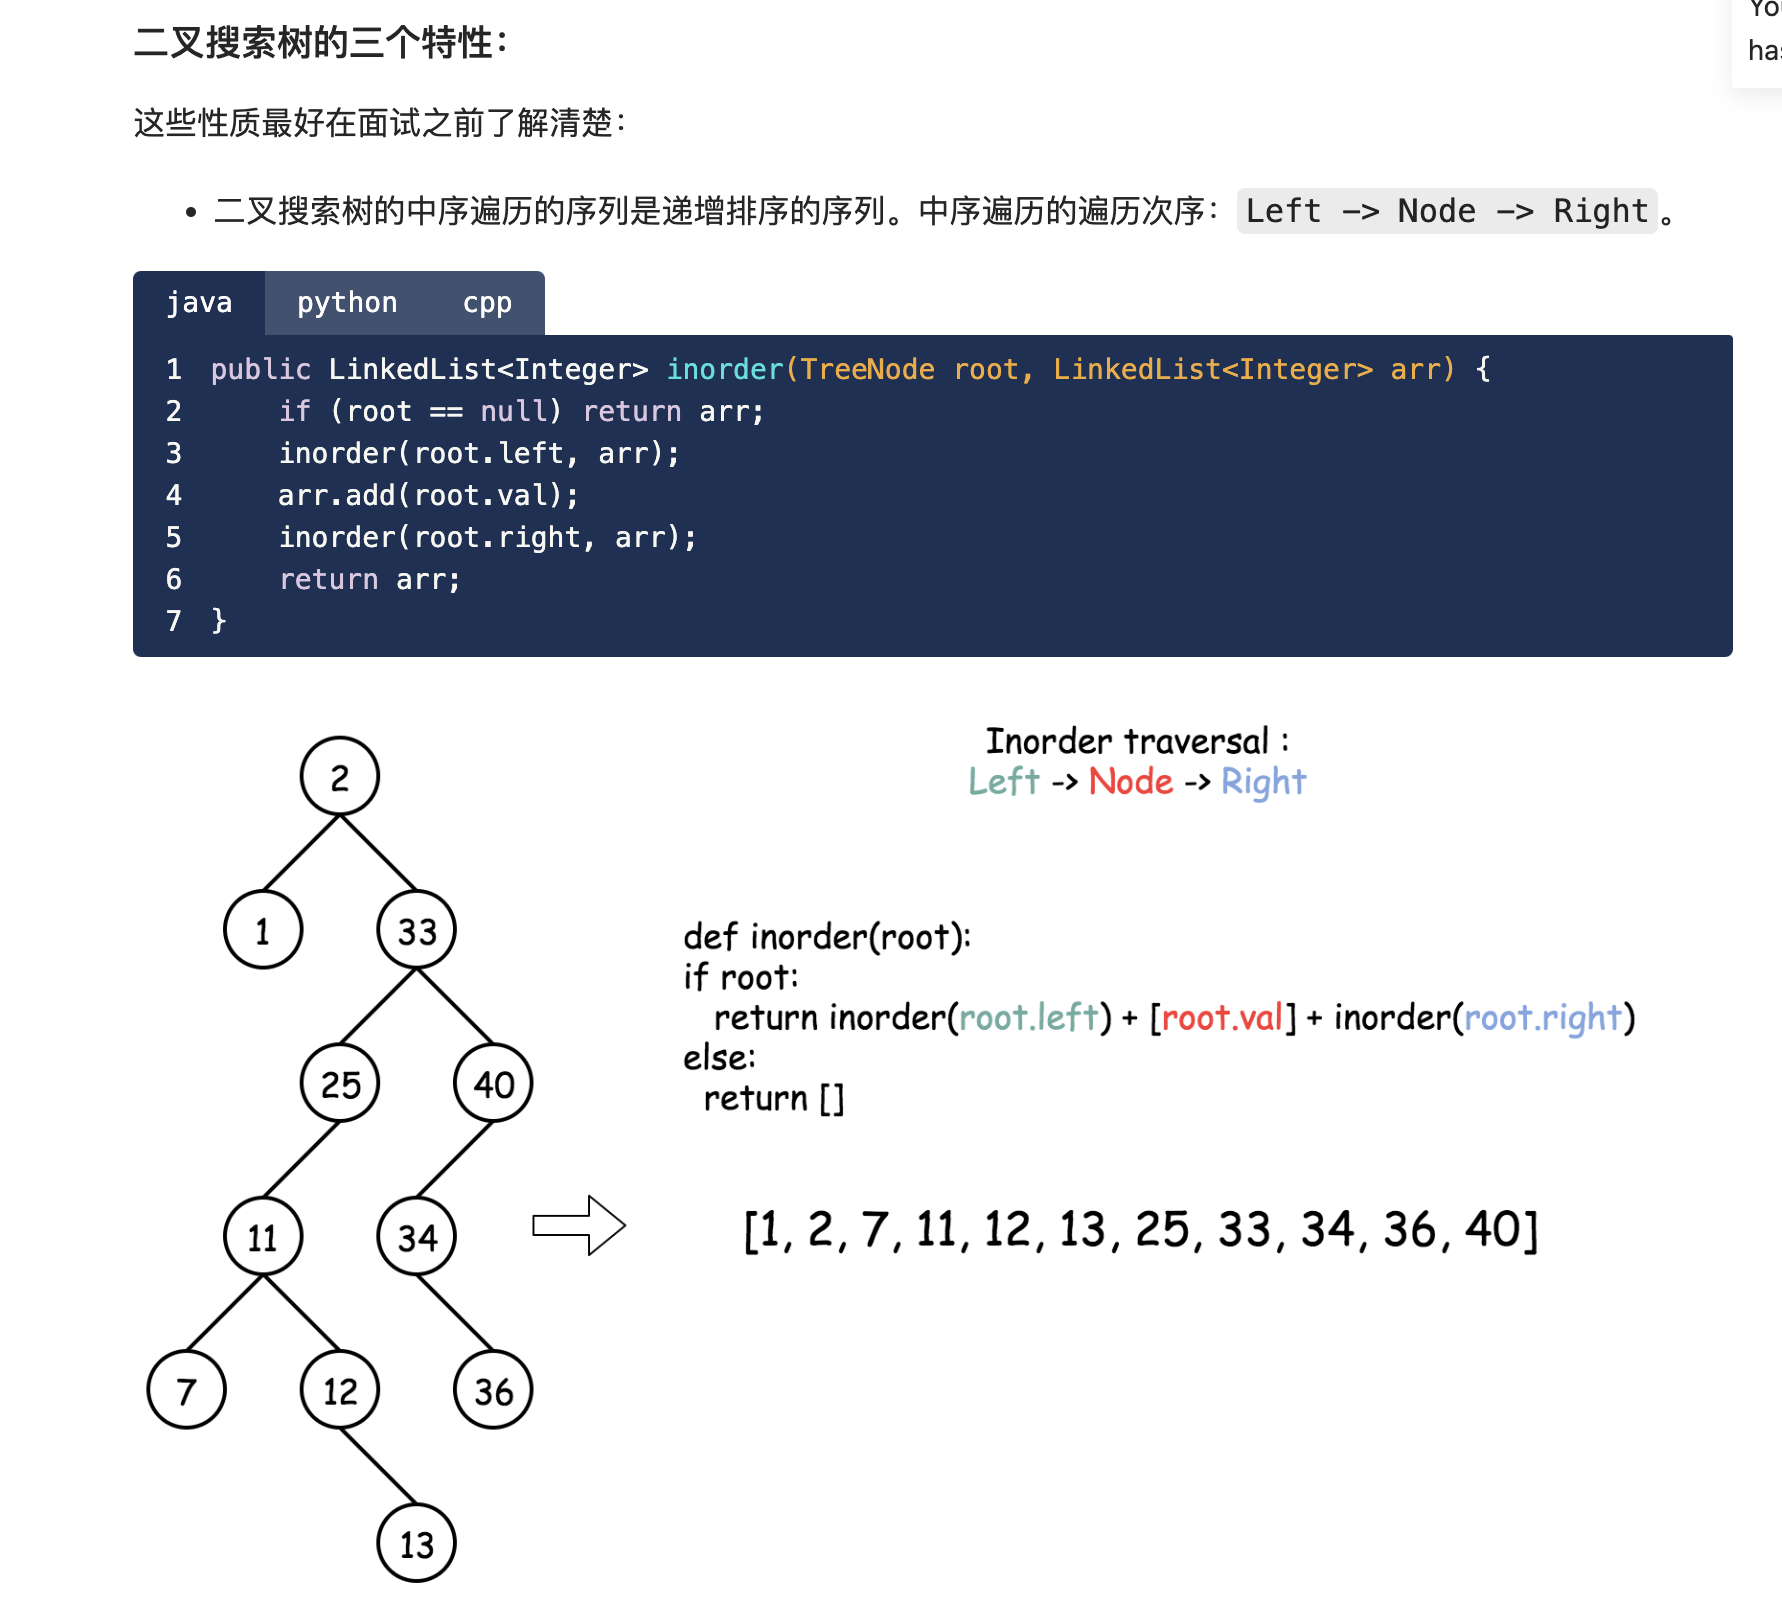 二叉搜索树的三个特性：
这些性质最好在面试之前了解清楚：
• 二叉搜索树的中序遍历的序列是递增排序的序列。中序遍历的遍历次序：Left -> Node -> Right。
java python cpp
1 public LinkedList<Integer> inorder(TreeNode root, LinkedList<Integer> arr) {
2 if (root == null) return arr;
3 inorder(root.left, arr);
4 arr.add(root.val);
5 inorder(root.right, arr);
6 return arr;
7 }
Inorder traversal :
Left -> Node -> Right
def inorder(root):
if root:
return inorder(root.left) + [root.val] + inorder(root.right)
else:
return []
[1, 2, 7, 11, 12, 13, 25, 33, 34, 36, 40]
2
1 33
25 40
11 34
7 12 36
13